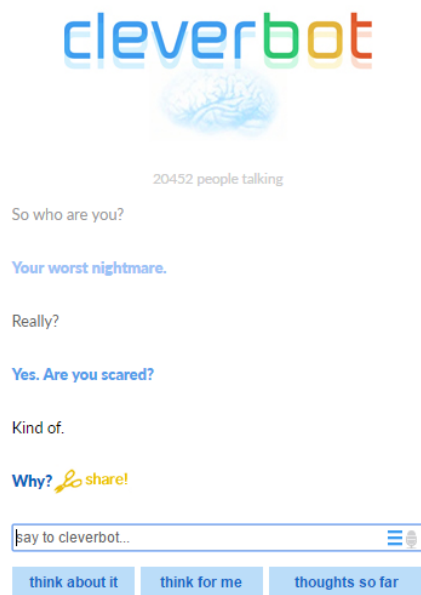 cleverbot
20452 people talking
So who are you?
Your worst nightmare.
Really?
Yes. Are you scared?
Kind of.
Why? share!
say to cleverbot...
think about it think for me thoughts so far